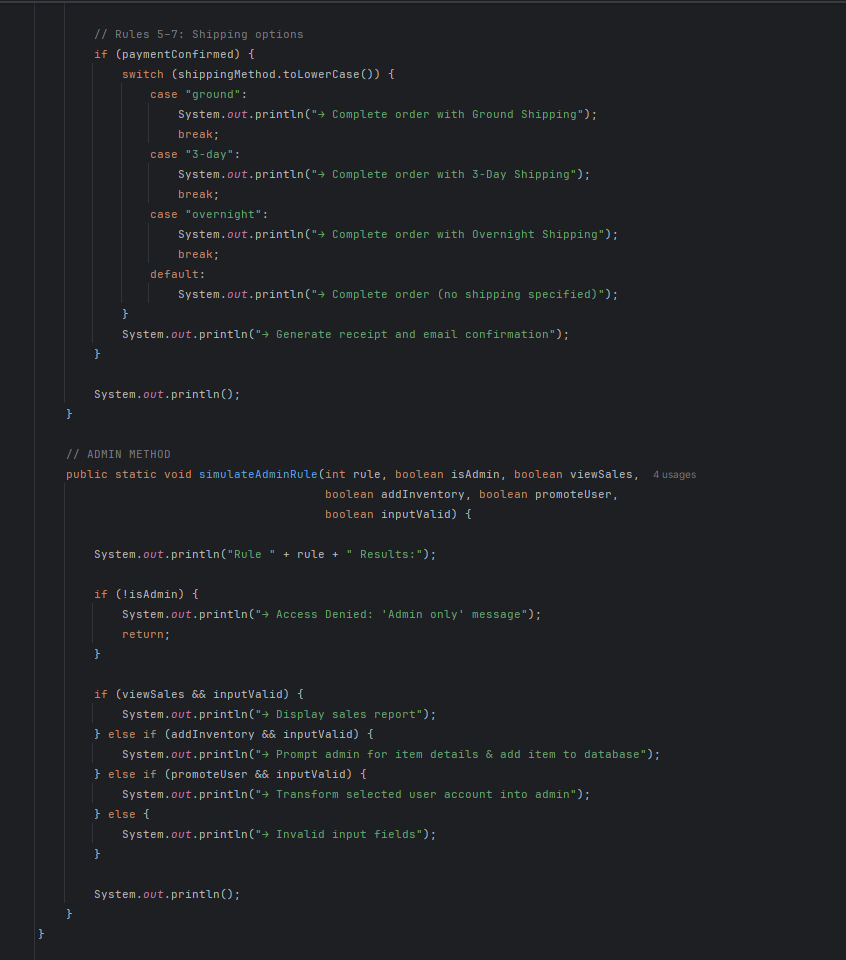 // Rules 5–7: Shipping options
if (paymentConfirmed) {
switch (shippingMethod.toLowerCase()) {
case "ground":
System.out.println("→ Complete order with Ground Shipping");
break;
case "3-day":
System.out.println("→ Complete order with 3-Day Shipping");
break;
case "overnight":
System.out.println("→ Complete order with Overnight Shipping");
break;
default:
System.out.println("→ Complete order (no shipping specified)");
}
System.out.println("→ Generate receipt and email confirmation");
}
System.out.println();
}
// ADMIN METHOD
public static void simulateAdminRule(int rule, boolean isAdmin, boolean viewSales, 4 usages
boolean addInventory, boolean promoteUser,
boolean inputValid) {
System.out.println("Rule " + rule + " Results:");
if (!isAdmin) {
System.out.println("→ Access Denied: 'Admin only' message");
return;
}
if (viewSales && inputValid) {
System.out.println("→ Display sales report");
} else if (addInventory && inputValid) {
System.out.println("→ Prompt admin for item details & add item to database");
} else if (promoteUser && inputValid) {
System.out.println("→ Transform selected user account into admin");
} else {
System.out.println("→ Invalid input fields");
}
System.out.println();
}
}